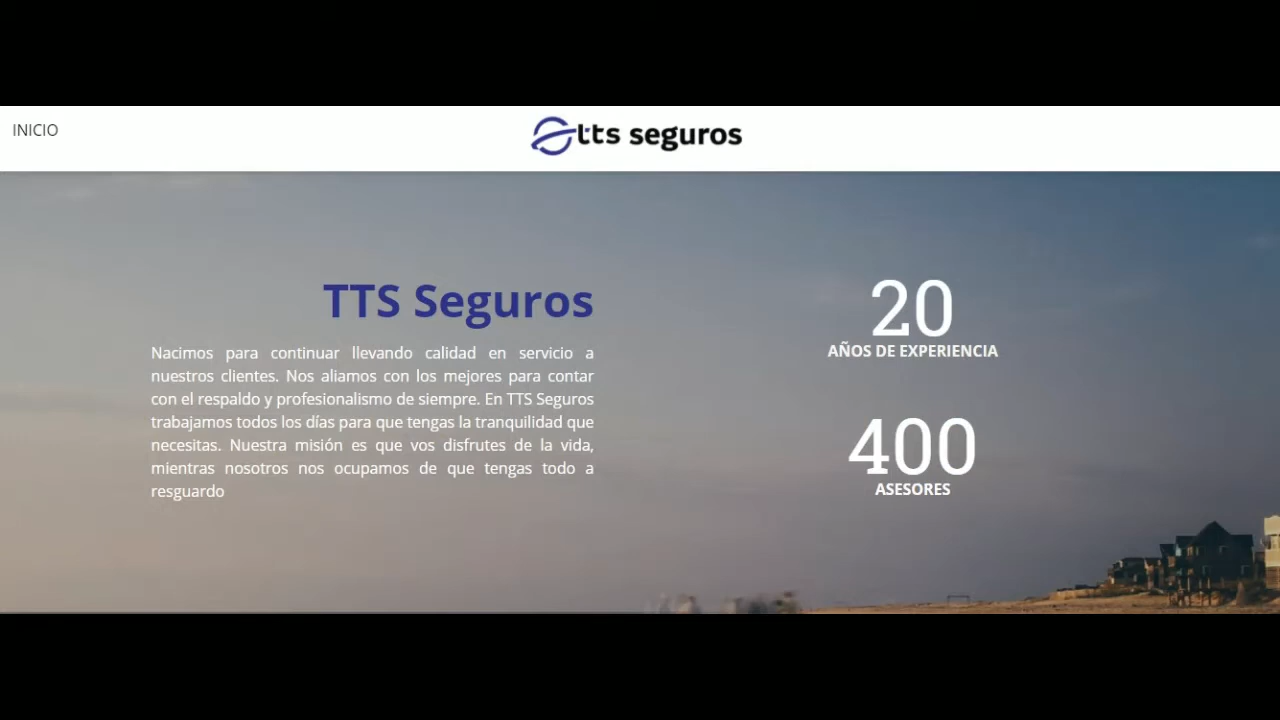 INICIO
tts seguros
TTS Seguros
Nacimos para continuar llevando calidad en servicio a
nuestros clientes. Nos aliamos con los mejores para contar
con el respaldo y profesionalismo de siempre. En TTS Seguros
trabajamos todos los días para que tengas la tranquilidad que
necesitas. Nuestra misión es que vos disfrutes de la vida,
mientras nosotros nos ocupamos de que tengas todo a
resguardo
20
AÑOS DE EXPERIENCIA
400
ASESORES